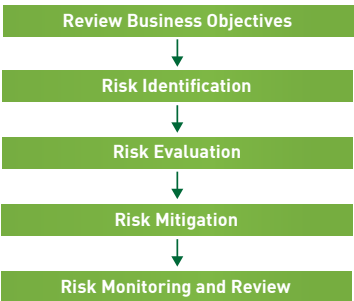 Review Business Objectives
Risk Identification
Risk Evaluation
Risk Mitigation
Risk Monitoring and Review